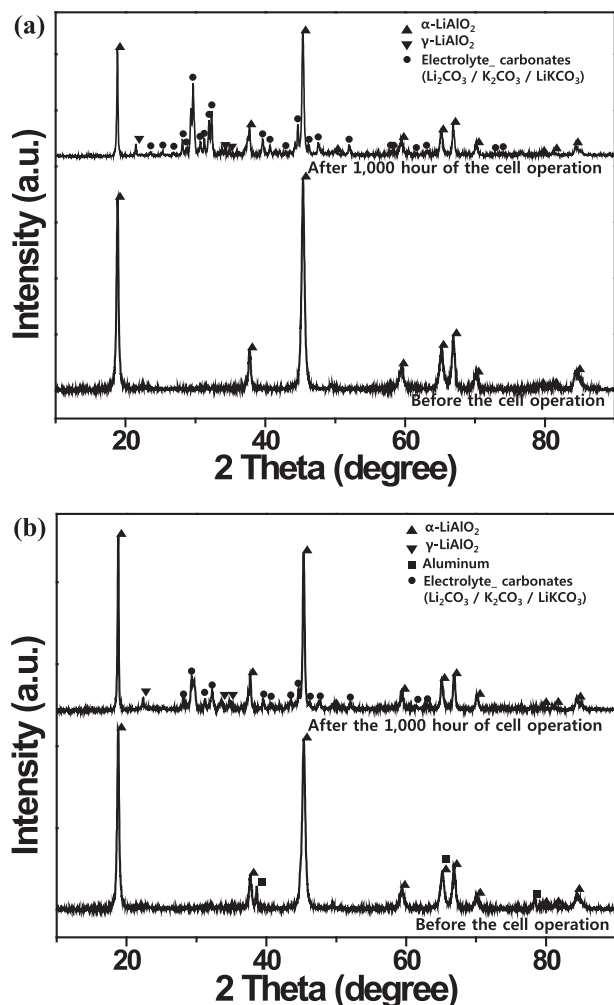 (a)
▲ α-LiAlO₂
▼ γ-LiAlO₂
● Electrolyte_ carbonates
(Li₂CO₃ / K₂CO₃ / LiKCO₃)
After 1,000 hour of the cell operation
Before the cell operation
Intensity (a.u.)
20 40 60 80
2 Theta (degree)
(b)
▲ α-LiAlO₂
▼ γ-LiAlO₂
■ Aluminum
● Electrolyte_ carbonates
(Li₂CO₃ / K₂CO₃ / LiKCO₃)
After the 1,000 hour of cell operation
Before the cell operation
Intensity (a.u.)
20 40 60 80
2 Theta (degree)